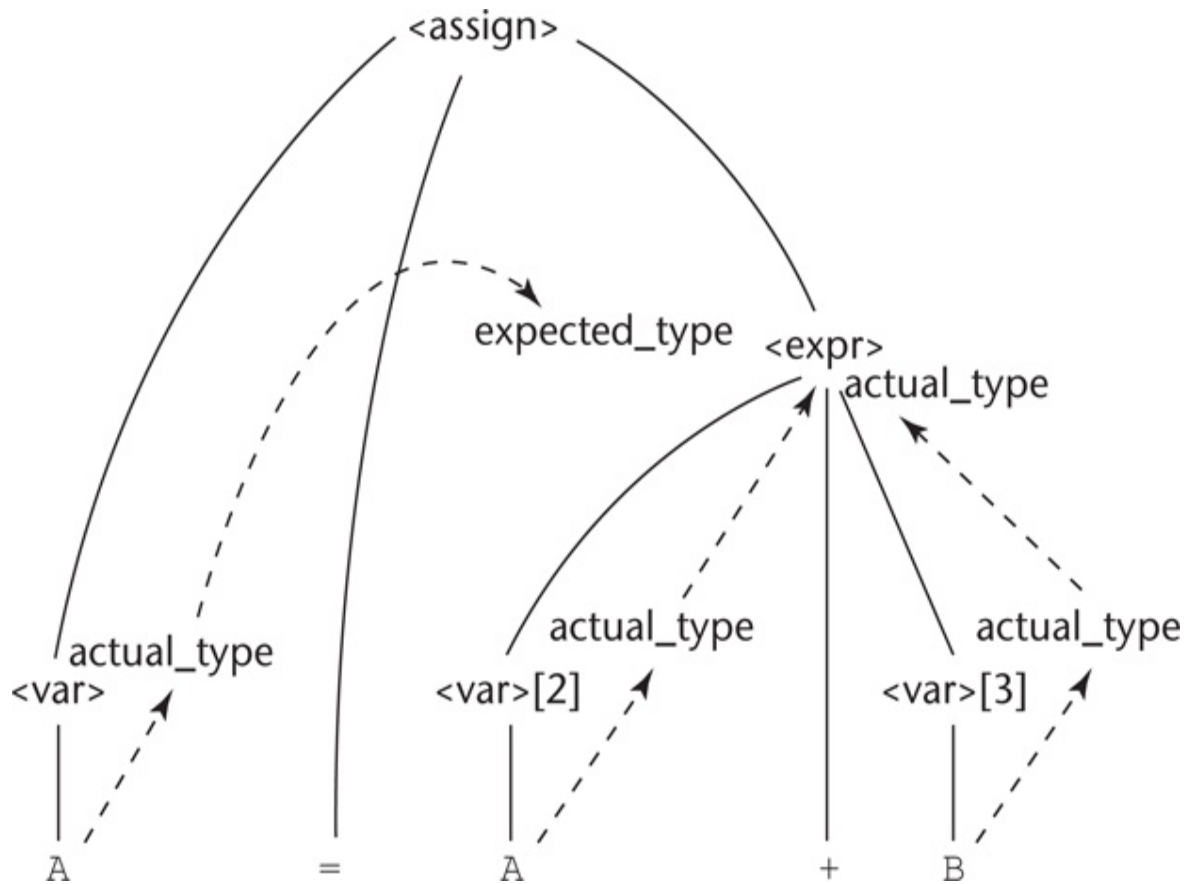 <assign>
expected_type
<expr>
actual_type
actual_type
actual_type
actual_type
<var>
<var>[2]
<var>[3]
A = A + B